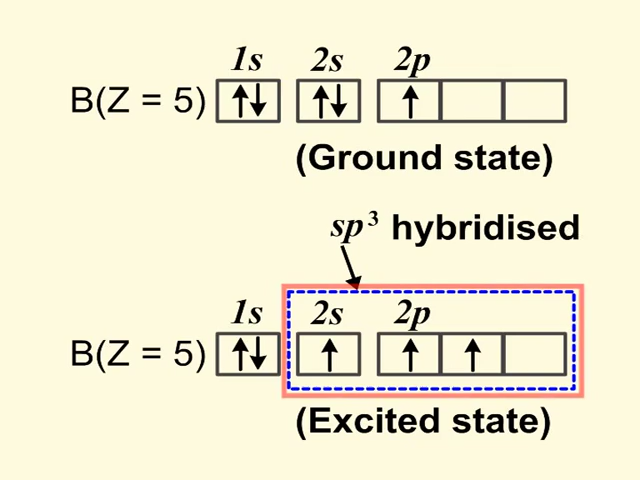 1s 2s 2p
B(Z = 5)
(Ground state)
sp³ hybridised
1s 2s 2p
B(Z = 5)
(Excited state)